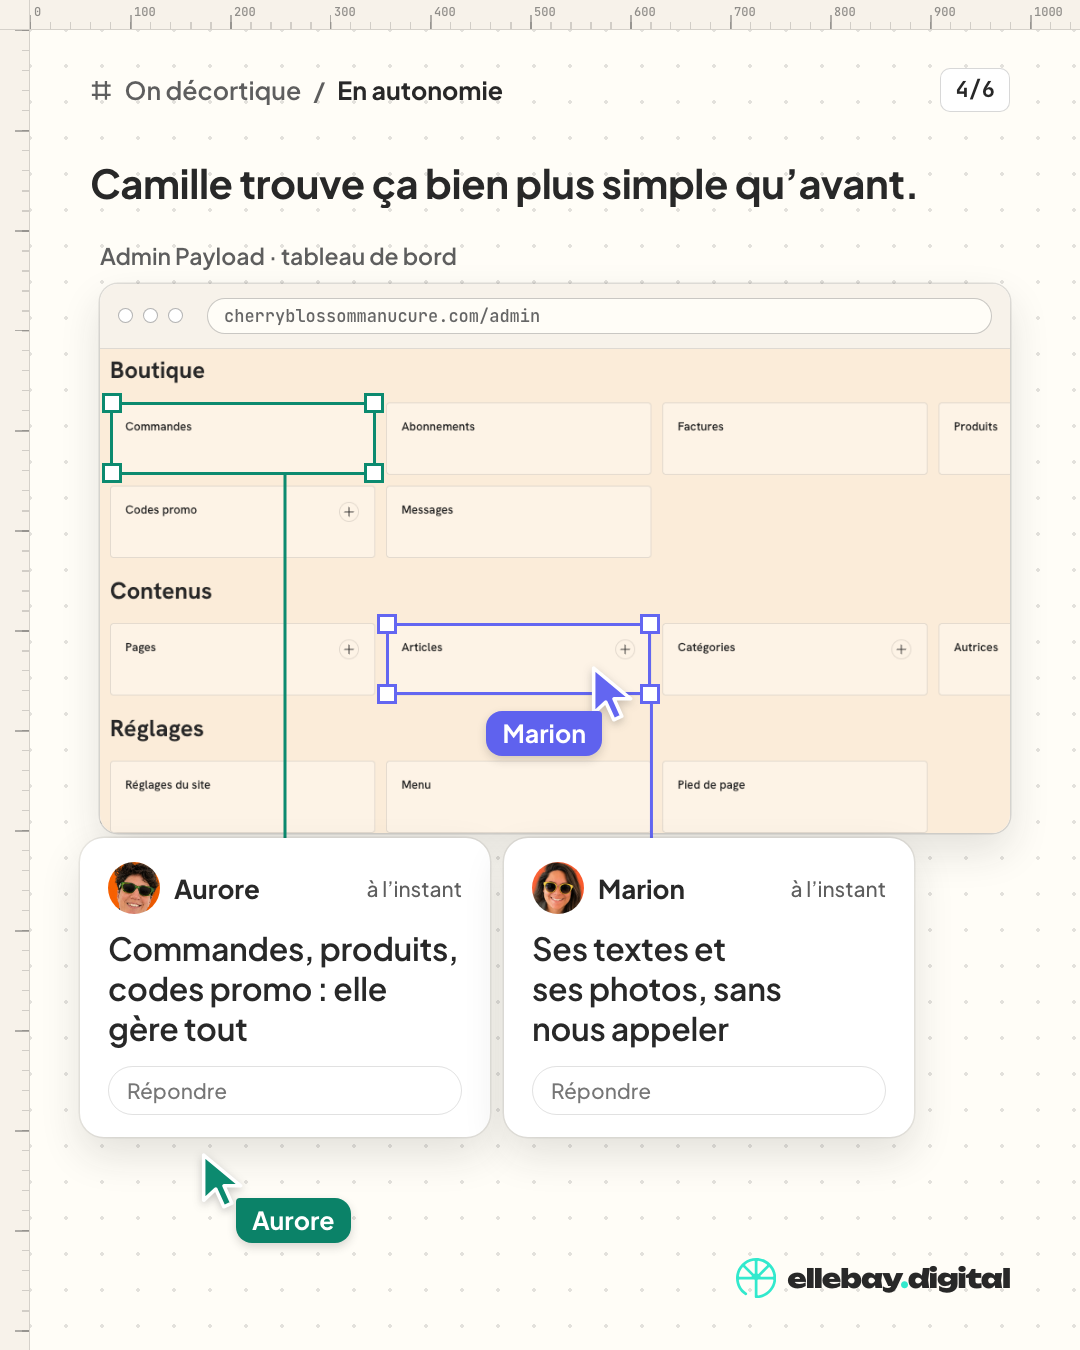 0 100 200 300 400 500 600 700 800 900 1000
On décortique / En autonomie
4/6
Camille trouve ça bien plus simple qu’avant.
Admin Payload · tableau de bord
cherryblossommanucure.com/admin
Boutique
Commandes Abonnements Factures Produits
Codes promo Messages
Contenus
Pages Articles Catégories Autrices
Marion
Réglages
Réglages du site Menu Pied de page
Aurore à l’instant
Commandes, produits,
codes promo : elle
gère tout
Répondre
Marion à l’instant
Ses textes et
ses photos, sans
nous appeler
Répondre
Aurore
ellebay.digital